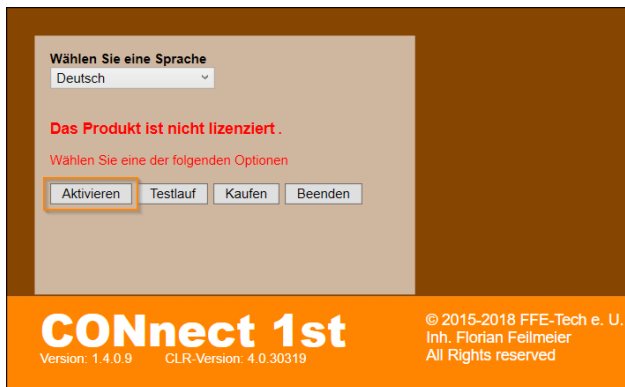 Wählen Sie eine Sprache
Deutsch
Das Produkt ist nicht lizenziert .
Wählen Sie eine der folgenden Optionen
Aktivieren Testlauf Kaufen Beenden
CONnect 1st
Version: 1.4.0.9 CLR-Version: 4.0.30319
© 2015-2018 FFE-Tech e. U.
Inh. Florian Feilmeier
All Rights reserved